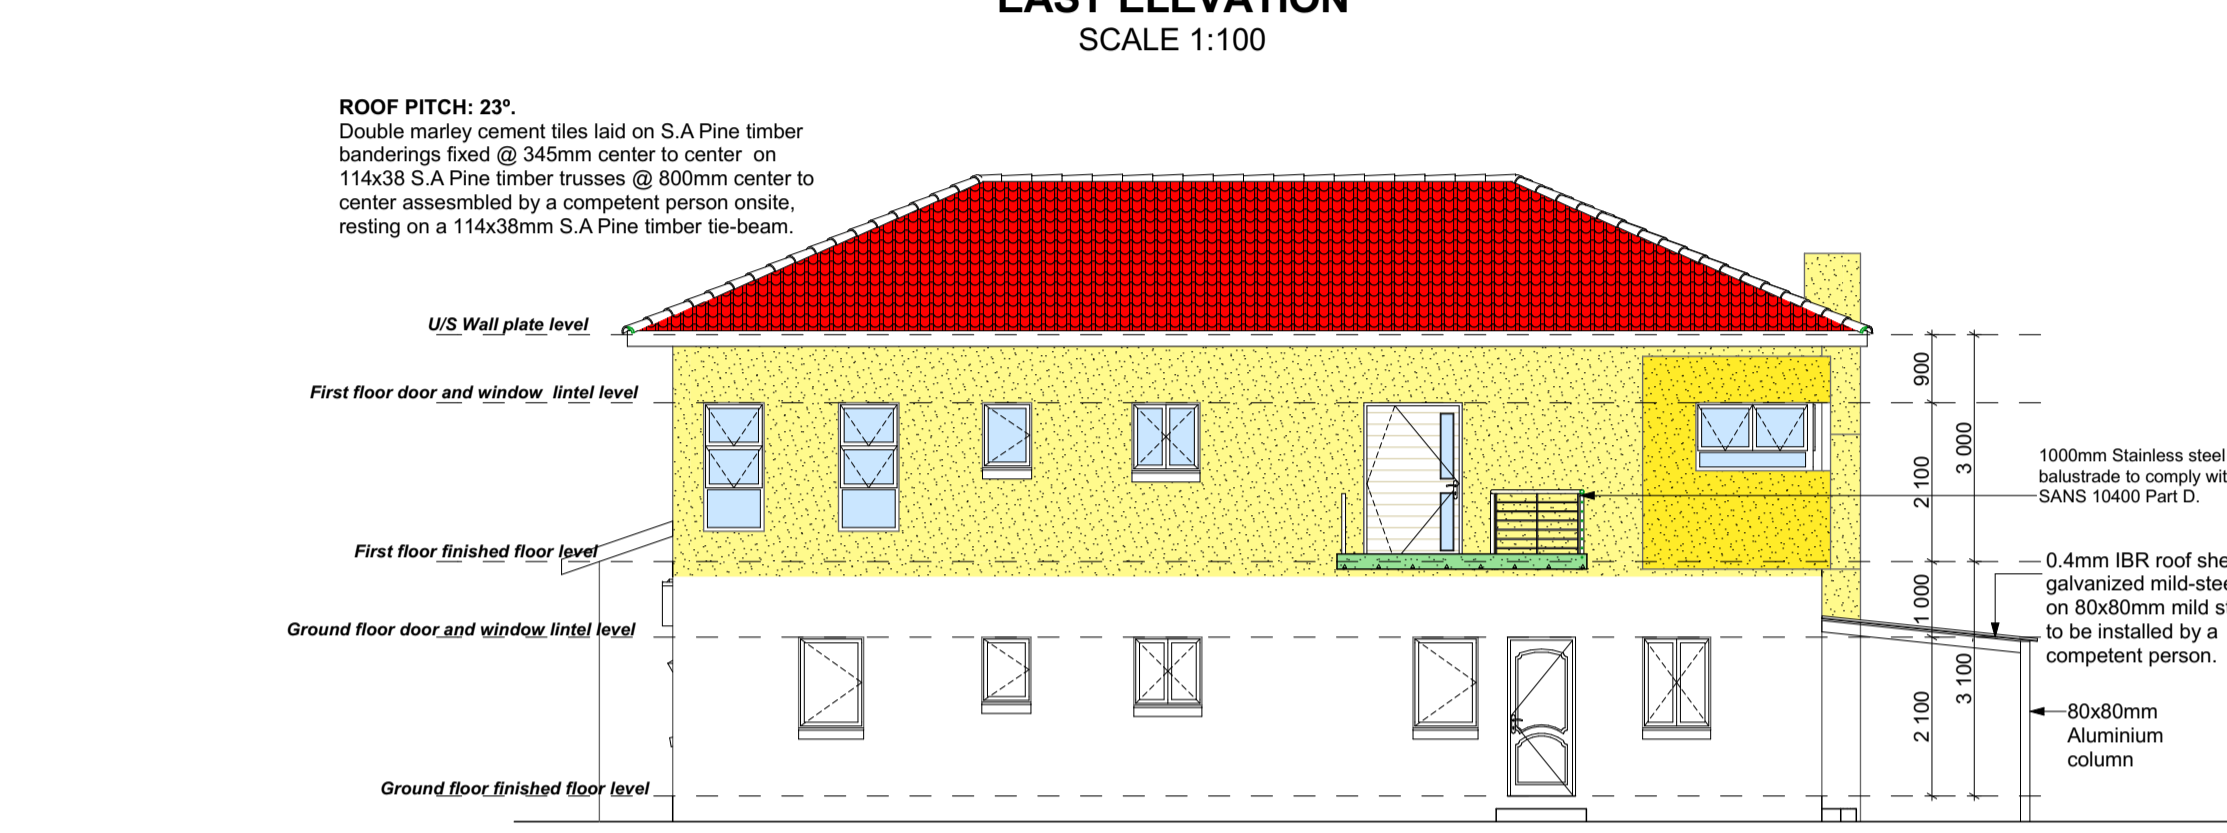 EAST ELEVATION
SCALE 1:100
ROOF PITCH: 23º.
Double marley cement tiles laid on S.A Pine timber
banderings fixed @ 345mm center to center on
114x38 S.A Pine timber trusses @ 800mm center to
center assesmbled by a competent person onsite,
resting on a 114x38mm S.A Pine timber tie-beam.
U/S Wall plate level
First floor door and window lintel level
First floor finished floor level
Ground floor door and window lintel level
Ground floor finished floor level
900
2100
3 000
1 000
2 100
3 100
1000mm Stainless steel
balustrade to comply wit
SANS 10400 Part D.
0.4mm IBR roof she
galvanized mild-stee
on 80x80mm mild st
to be installed by a
competent person.
80x80mm
Aluminium
column